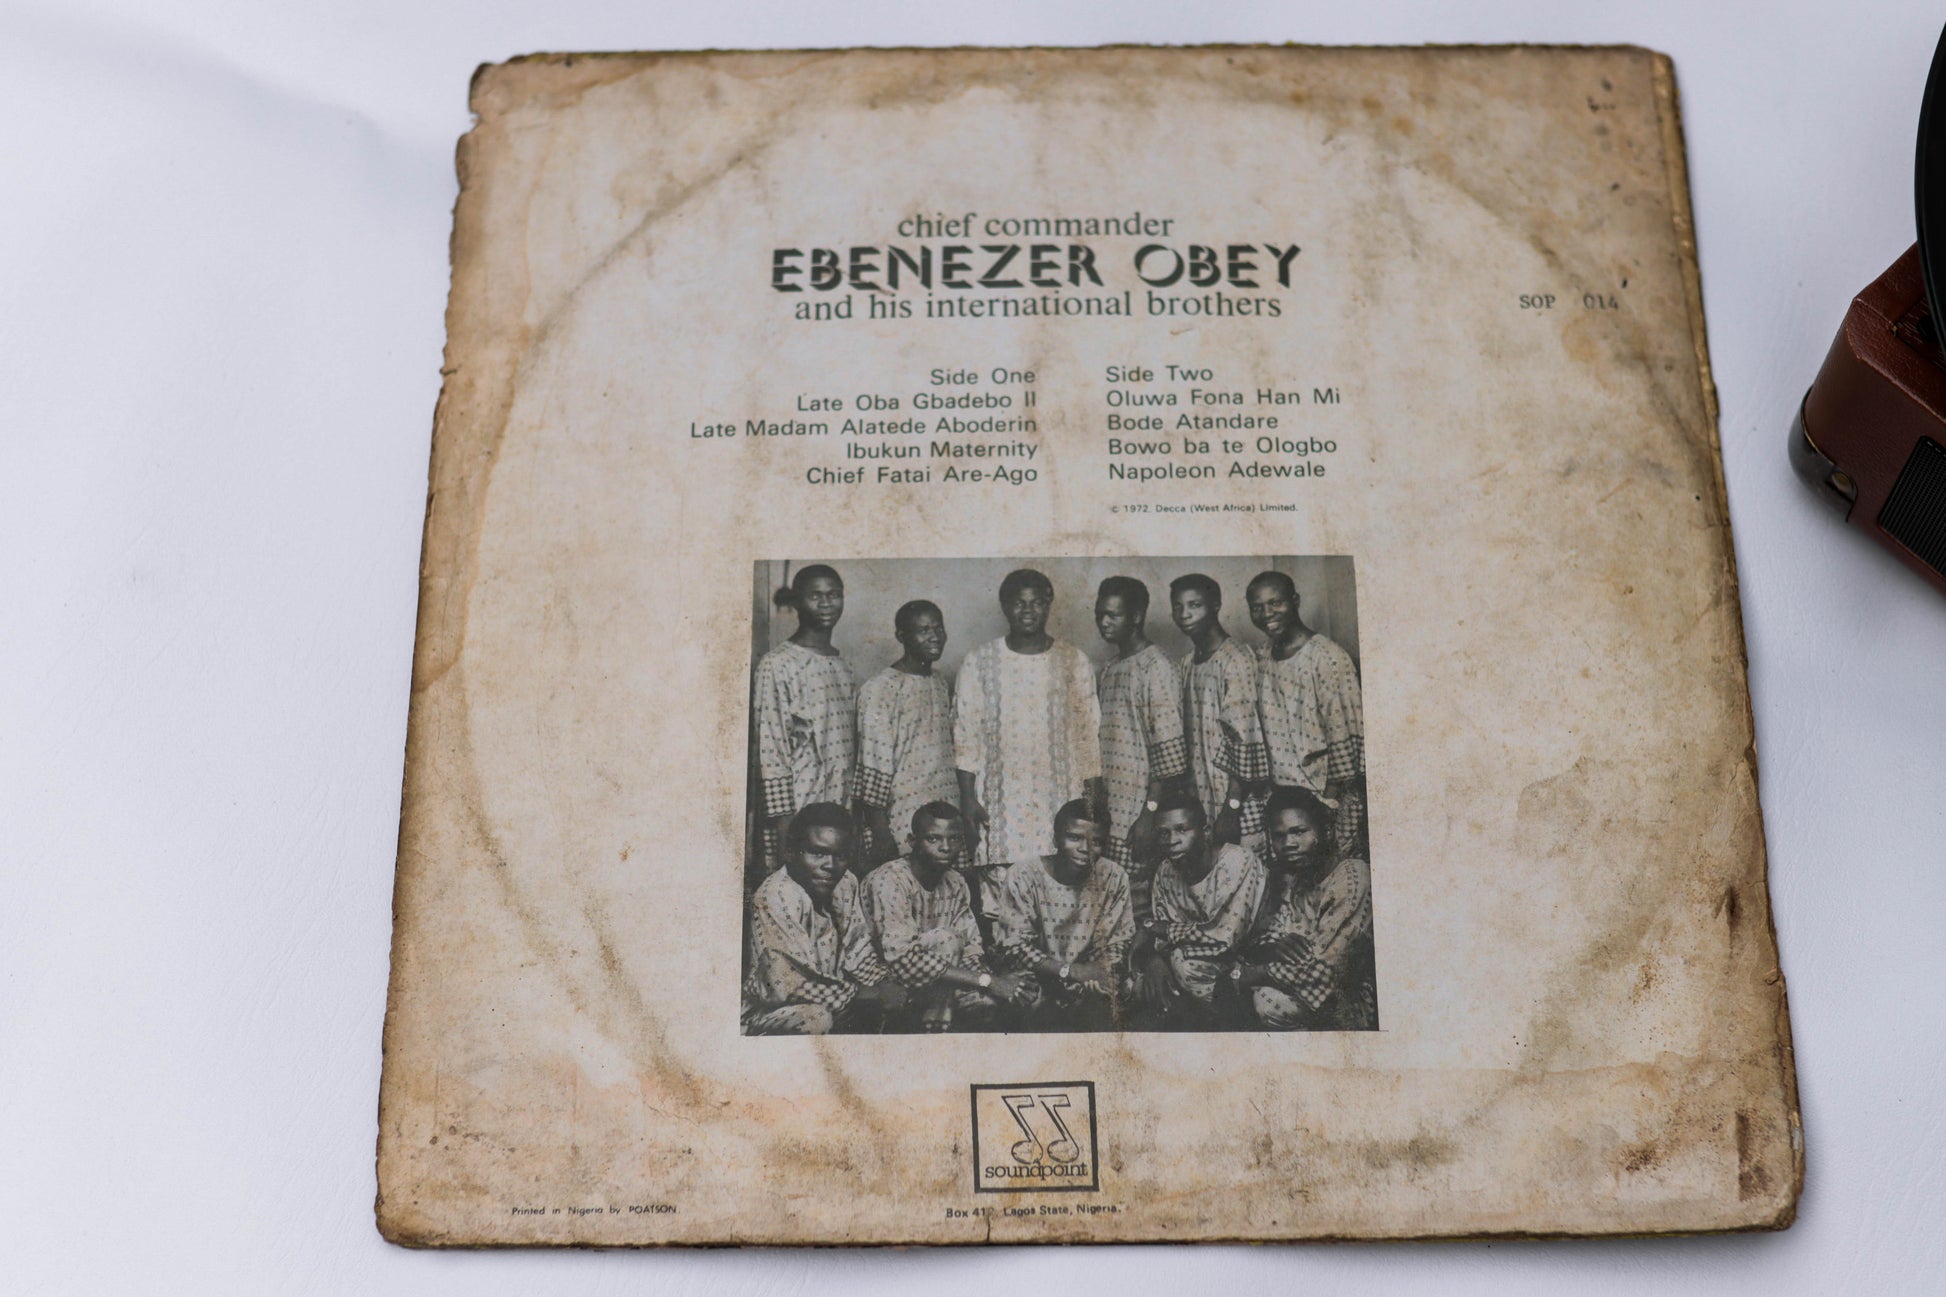 chief commander
EBENEZER OBEY
and his international brothers
SOP 014
Side One
Late Oba Gbadebo II
Late Madam Alatede Aboderin
Ibukun Maternity
Chief Fatai Are-Ago
Side Two
Oluwa Fona Han Mi
Bode Atandare
Bowo ba te Ologbo
Napoleon Adewale
c 1972. Decca (West Africa) Limited.
soundpoint
Printed in Nigeria by POATSON
Box Lagos State, Nigeria.